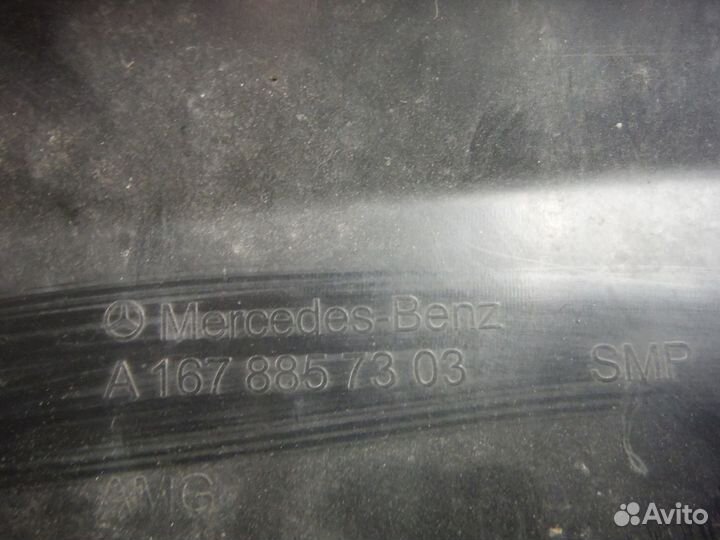 Mercedes-Benz
A 167 885 73 03
SMP
AMG
Avito